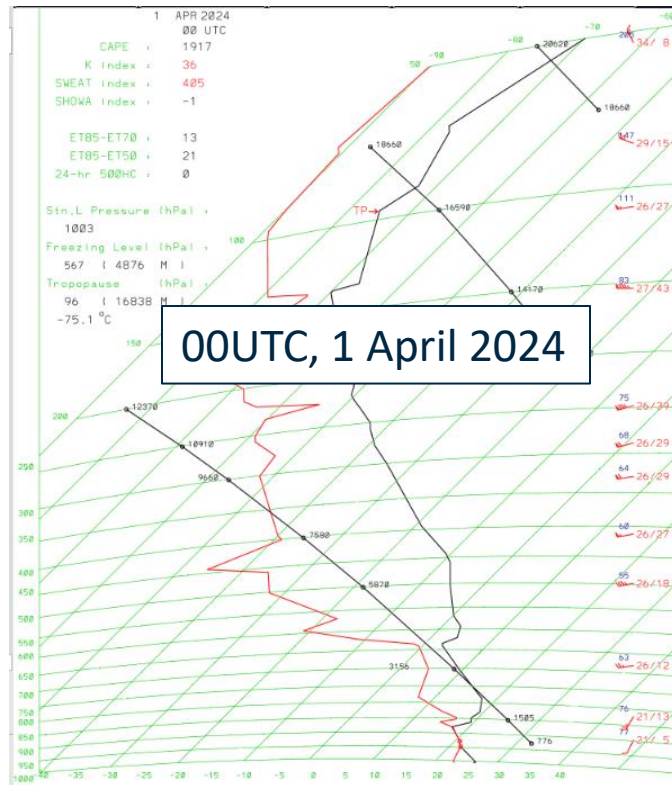 1 APR 2024
00 UTC
CAPE : 1917
K Index : 36
SWEAT Index : 405
SHOWA Index : -1
ET85-ET70 : 13
ET85-ET50 : 21
24-hr 500HC : 0
Stn.L Pressure (hPa) :
1003
Freezing Level (hPa) :
567 ( 4876 M )
Tropopause (hPa) :
96 ( 16838 M )
-75.1 °C
00UTC, 1 April 2024
-90
-80
-70
-60
50
100
150
200
250
300
350
400
450
500
550
600
650
700
750
800
850
900
950
1000
20620
18660
18660
TP→
16590
14170
12370
10910
9660
7580
5870
3156
1505
776
34/ 8
147 29/15
111 26/27
83 27/43
75 26/39
68 26/29
64 26/29
60 26/27
55 26/18
63 26/12
76 21/13
77 21/ 5
-40 -35 -30 -25 -20 -15 -10 -5 0 5 10 15 20 25 30 35 40